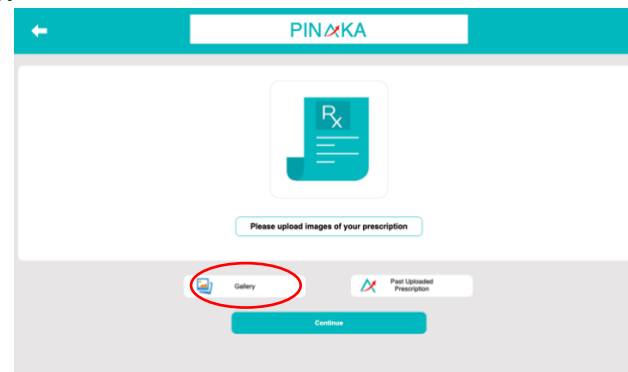 PINAKA
Rx
Please upload images of your prescription
Gallery
Past Uploaded
Prescription
Continue